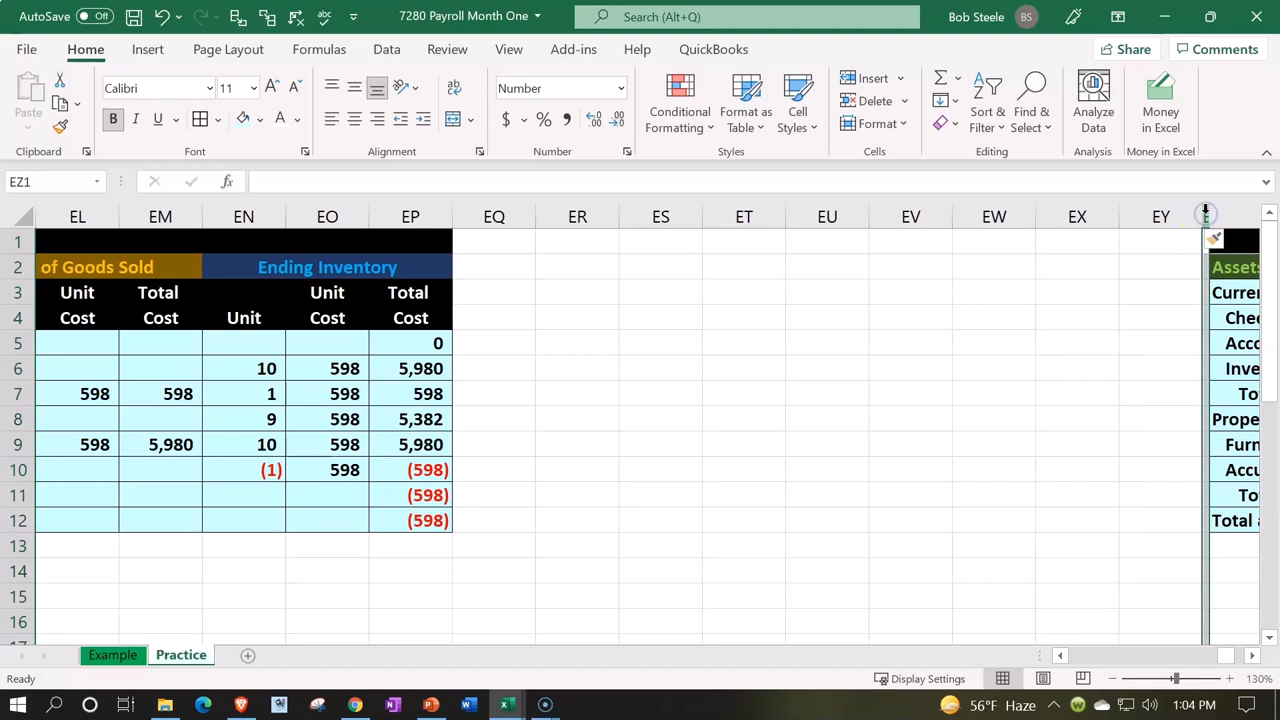 AutoSave Off 7280 Payroll Month One Search (Alt+Q) Bob Steele BS
File Home Insert Page Layout Formulas Data Review View Add-ins Help QuickBooks Share Comments
Paste Calibri 11 Number Conditional Formatting Format as Table Cell Styles Insert Delete Format Sort & Filter Find & Select Analyze Data Money in Excel
Clipboard Font Alignment Number Styles Cells Editing Analysis Money in Excel
EZ1 fx
EL EM EN EO EP EQ ER ES ET EU EV EW EX EY E
1
2 of Goods Sold Ending Inventory Assets
3 Unit Total Unit Total Curre
4 Cost Cost Unit Cost Cost Che
5 0 Acco
6 10 598 5,980 Inve
7 598 598 1 598 598 To
8 9 598 5,382 Prope
9 598 5,980 10 598 5,980 Furn
10 (1) 598 (598) Accu
11 (598) To
12 (598) Total a
13
14
15
16
17
Example Practice
Ready Display Settings 130%
56°F Haze 1:04 PM